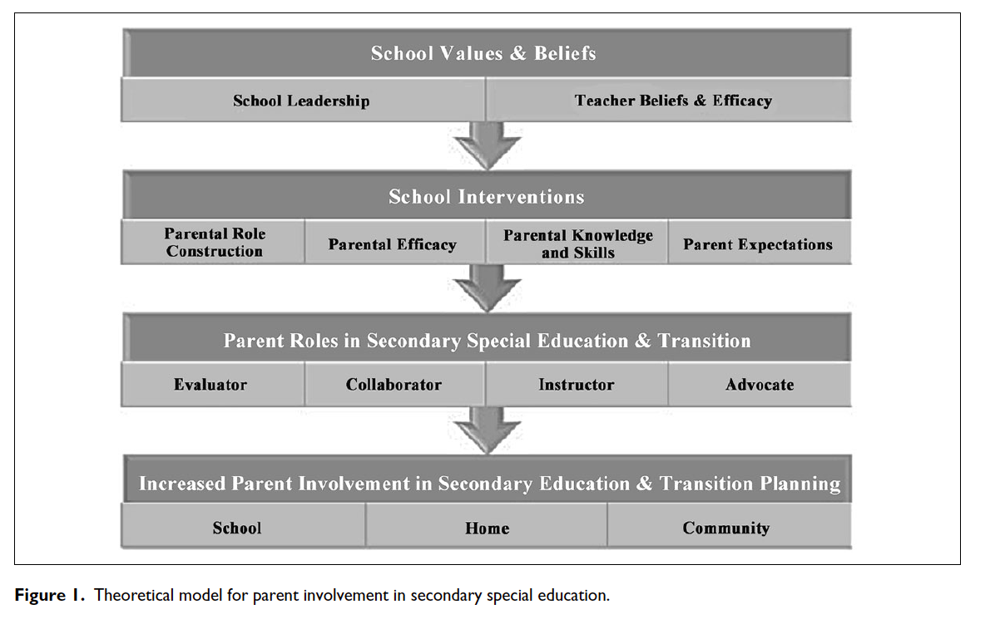 School Values & Beliefs
School Leadership
Teacher Beliefs & Efficacy
School Interventions
Parental Role
Construction
Parental Efficacy
Parental Knowledge
and Skills
Parent Expectations
Parent Roles in Secondary Special Education & Transition
Evaluator
Collaborator
Instructor
Advocate
Increased Parent Involvement in Secondary Education & Transition Planning
School
Home
Community
Figure 1. Theoretical model for parent involvement in secondary special education.